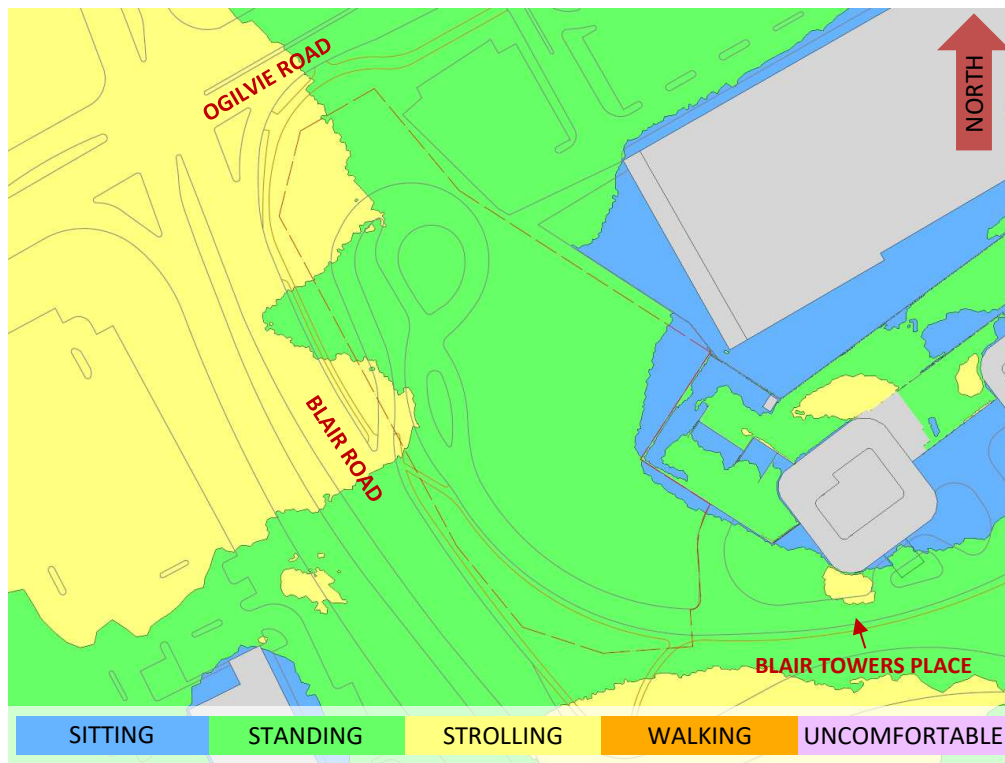 OGILVIE ROAD
NORTH
BLAIR ROAD
BLAIR TOWERS PLACE
SITTING STANDING STROLLING WALKING UNCOMFORTABLE